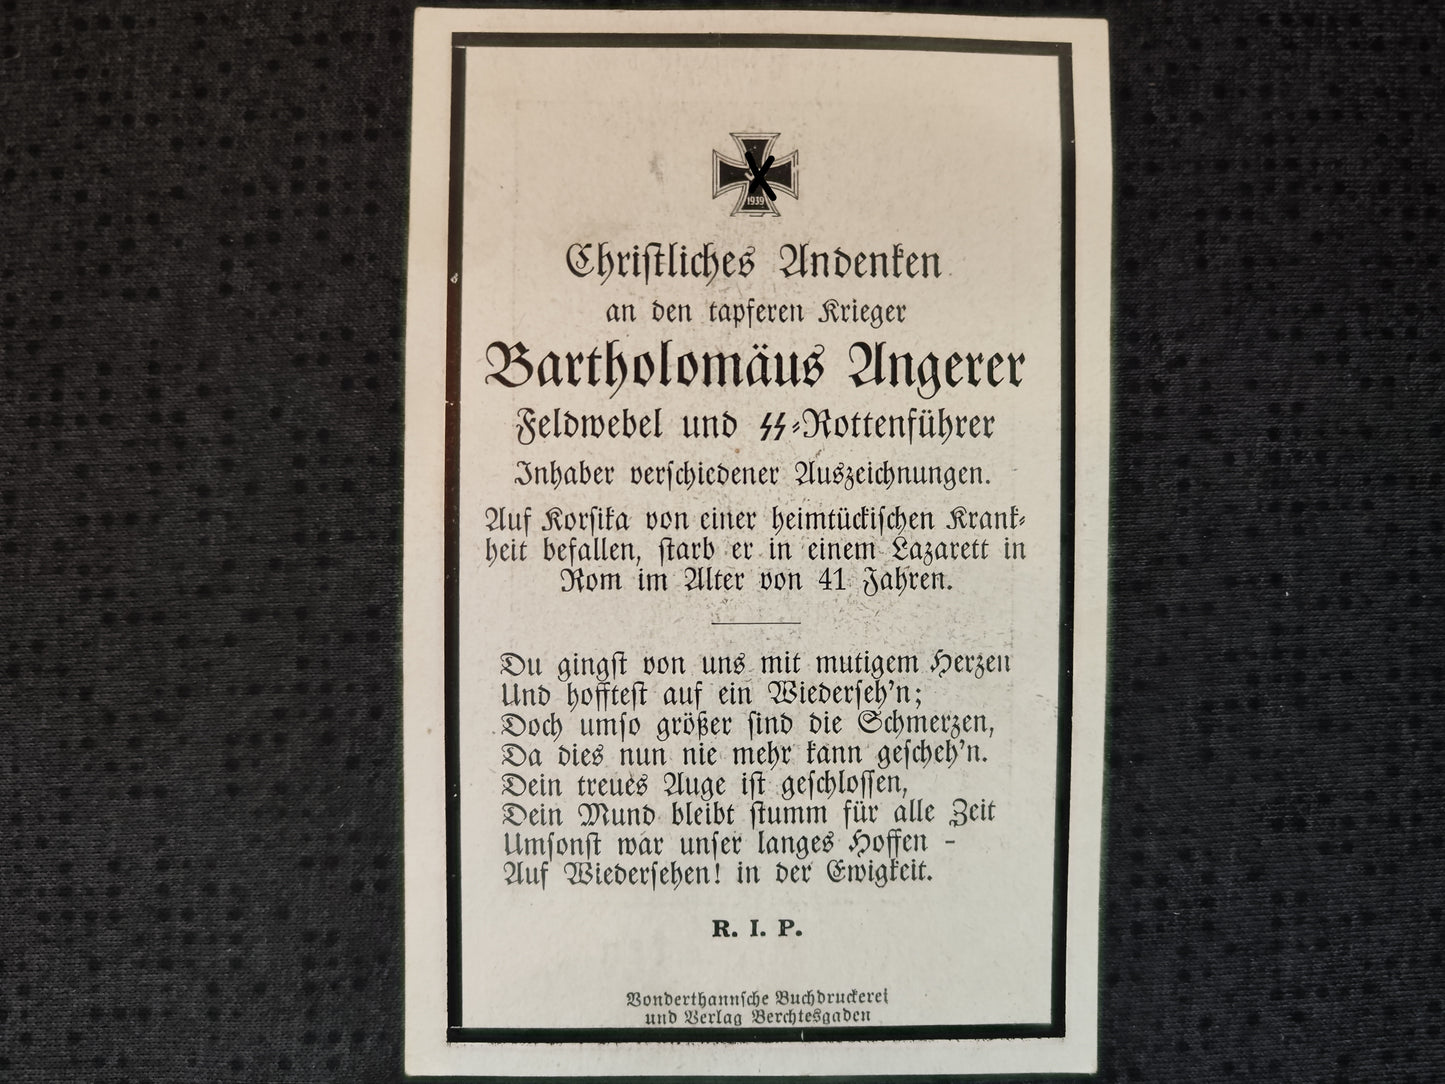 1939
Christliches Andenken
an den tapferen Krieger
Bartholomäus Angerer
Feldwebel und ᛋᛋ-Rottenführer
Inhaber verschiedener Auszeichnungen.
Auf Korsika von einer heimtückischen Krank-
heit befallen, starb er in einem Lazarett in
Rom im Alter von 41 Jahren.
Du gingst von uns mit mutigem Herzen
Und hofftest auf ein Wiederseh'n;
Doch umso größer sind die Schmerzen,
Da dies nun nie mehr kann gescheh'n.
Dein treues Auge ist geschlossen,
Dein Mund bleibt stumm für alle Zeit
Umsonst war unser langes Hoffen -
Auf Wiedersehen! in der Ewigkeit.
R. I. P.
Vonderthannsche Buchdruckerei
und Verlag Berchtesgaden